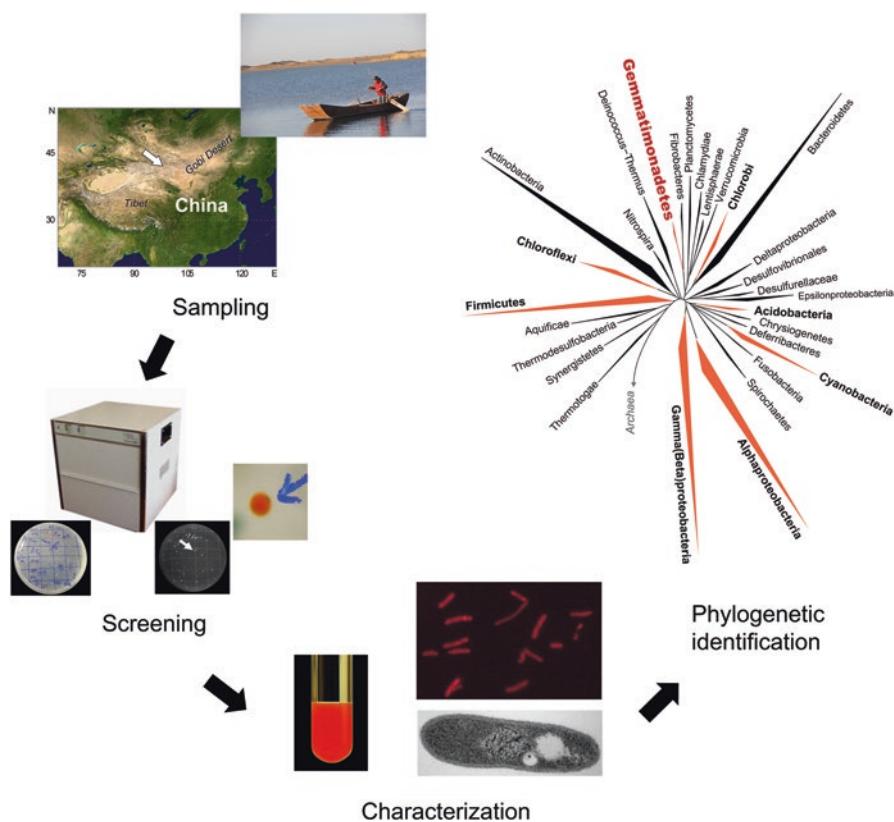 N
45
30
75
90
105
120
E
Gobi Desert
Tibet
China
Sampling
Screening
Characterization
Phylogenetic
identification
Actinobacteria
Nitrospira
Deinococcus-Thermus
Gemmatimonadetes
Fibrobacteres
Planctomycetes
Chlamydiae
Lentisphaerae
Verrucomicrobia
Chlorobi
Bacteroidetes
Deltaproteobacteria
Desulfovibrionales
Desulfurellaceae
Epsilonproteobacteria
Acidobacteria
Chrysiogenetes
Deferribacteres
Cyanobacteria
Fusobacteria
Spirochaetes
Alphaproteobacteria
Gamma(Beta)proteobacteria
Archaea
Thermotogae
Synergistetes
Thermodesulfobacteria
Aquificae
Firmicutes
Chloroflexi